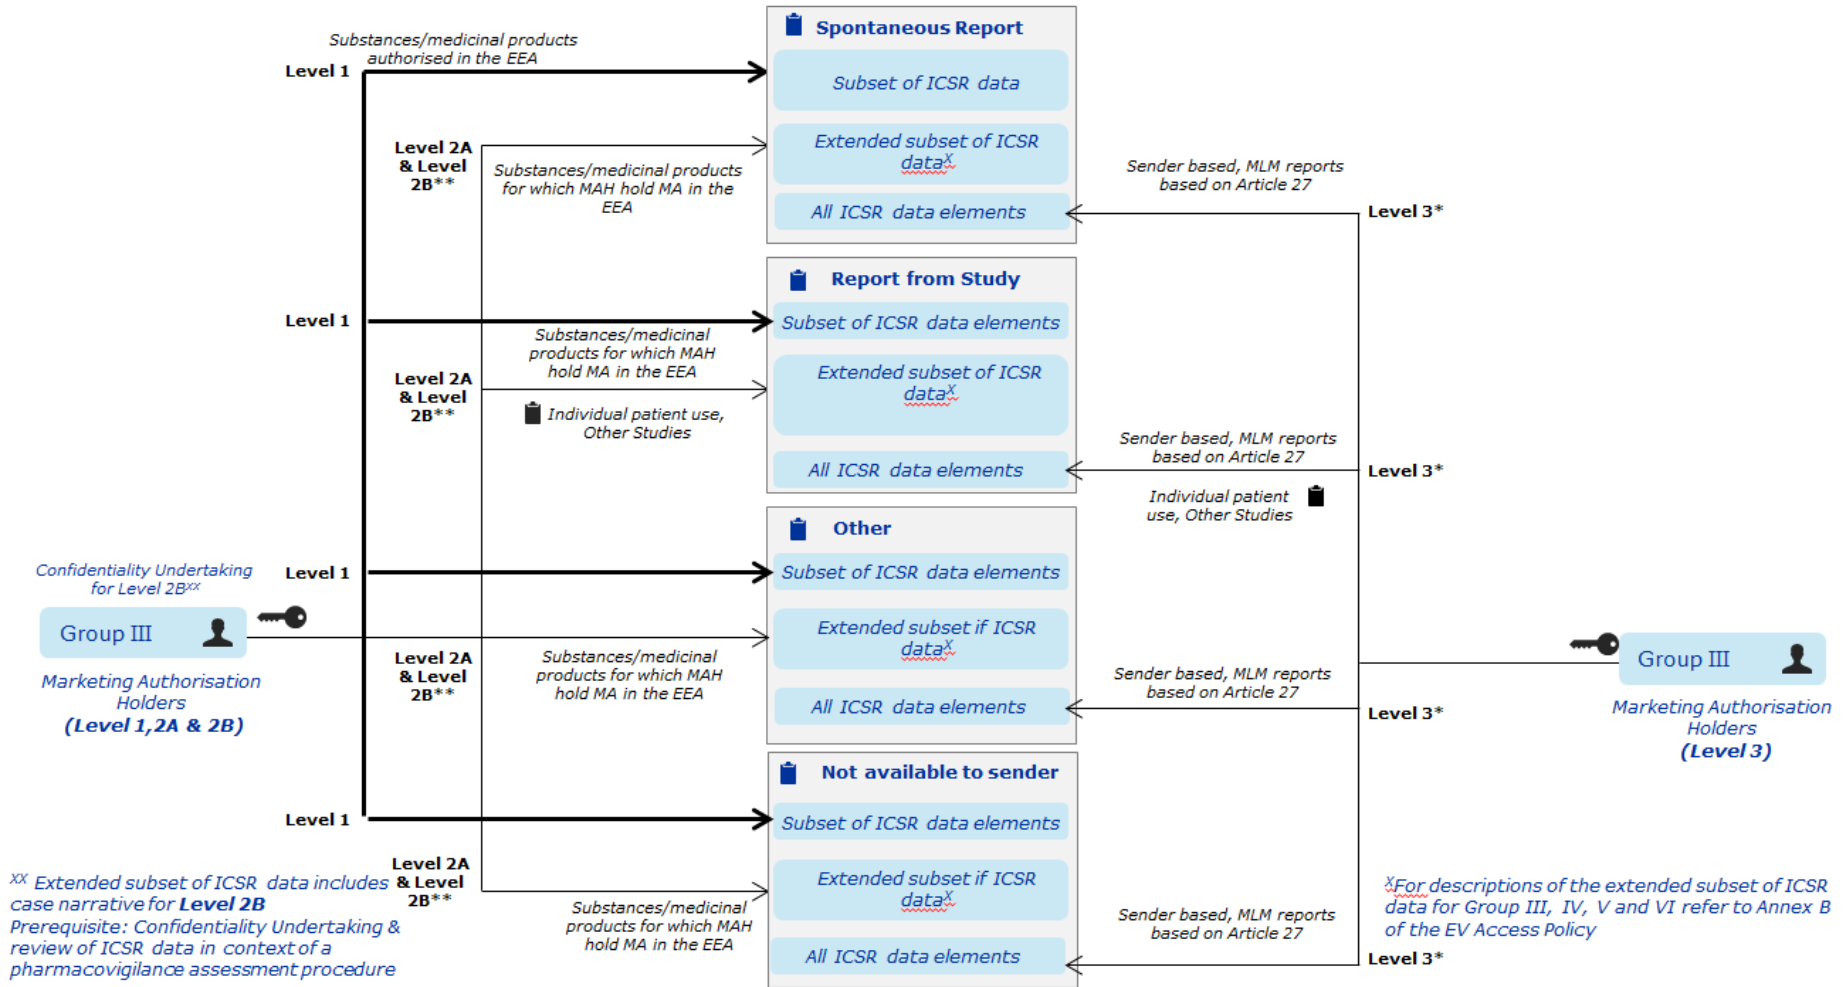 Substances/medicinal products
authorised in the EEA
Level 1
Spontaneous Report
Subset of ICSR data
Level 2A
& Level
2B**
Substances/medicinal products
for which MAH hold MA in the
EEA
Extended subset of ICSR
dataX
All ICSR data elements
Sender based, MLM reports
based on Article 27
Level 3*
Report from Study
Level 1
Subset of ICSR data elements
Substances/medicinal
products for which MAH
hold MA in the EEA
Level 2A
& Level
2B**
Individual patient use,
Other Studies
Extended subset of ICSR
dataX
All ICSR data elements
Sender based, MLM reports
based on Article 27
Level 3*
Individual patient
use, Other Studies
Other
Level 1
Subset of ICSR data elements
Confidentiality Undertaking
for Level 2BXX
Group III
Marketing Authorisation
Holders
(Level 1,2A & 2B)
Level 2A
& Level
2B**
Substances/medicinal
products for which MAH
hold MA in the EEA
Extended subset if ICSR
dataX
All ICSR data elements
Sender based, MLM reports
based on Article 27
Level 3*
Group III
Marketing Authorisation
Holders
(Level 3)
Not available to sender
Level 1
Subset of ICSR data elements
Level 2A
& Level
2B**
Substances/medicinal
products for which MAH
hold MA in the EEA
Extended subset if ICSR
dataX
All ICSR data elements
Sender based, MLM reports
based on Article 27
Level 3*
XX Extended subset of ICSR data includes
case narrative for Level 2B
Prerequisite: Confidentiality Undertaking &
review of ICSR data in context of a
pharmacovigilance assessment procedure
XFor descriptions of the extended subset of ICSR
data for Group III, IV, V and VI refer to Annex B
of the EV Access Policy